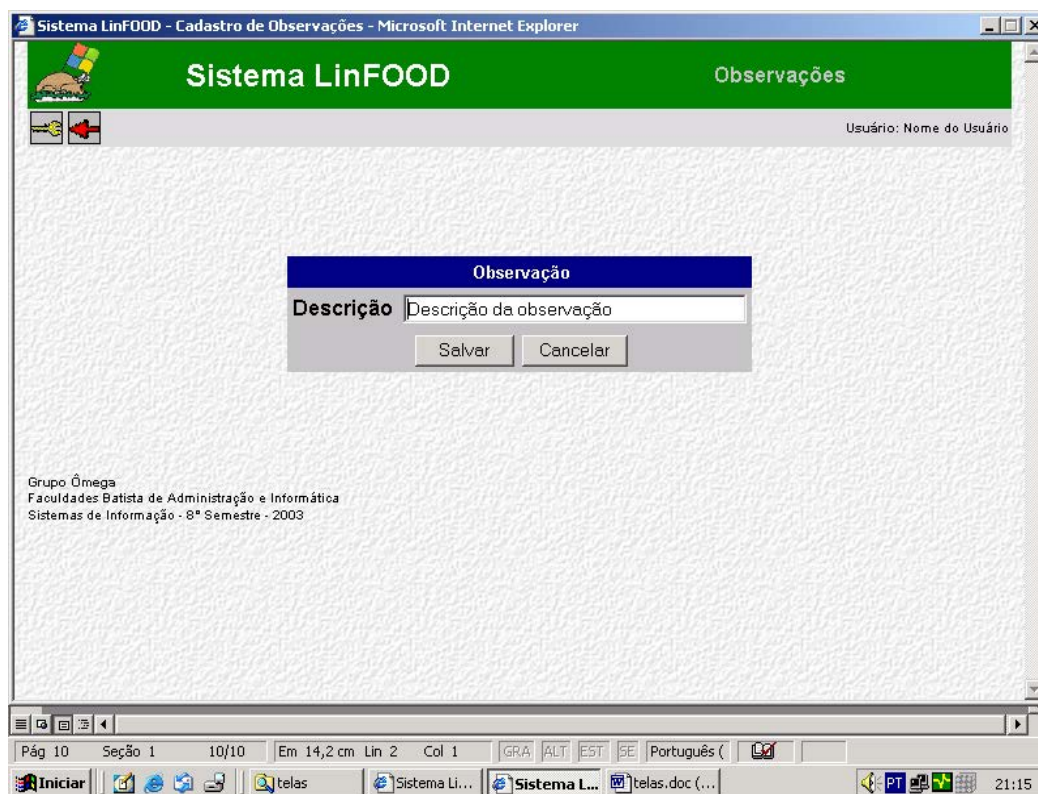 Sistema LinFOOD - Cadastro de Observações - Microsoft Internet Explorer
Sistema LinFOOD
Observações
Usuário: Nome do Usuário
Observação
Descrição Descrição da observação
Salvar Cancelar
Grupo Ômega
Faculdades Batista de Administração e Informática
Sistemas de Informação - 8º Semestre - 2003
Pág 10 Seção 1 10/10 Em 14,2 cm Lin 2 Col 1 GRA ALT EST SE Português (
Iniciar telas Sistema Li... Sistema L... telas.doc (... PT 21:15